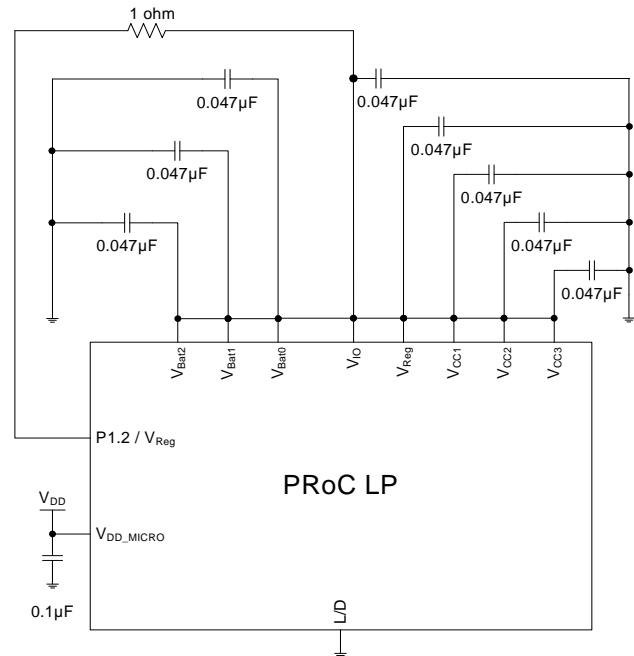 1 ohm
0.047µF
0.047µF
0.047µF
0.047µF
0.047µF
0.047µF
0.047µF
0.047µF
VBat2
VBat1
VBat0
VIO
VReg
VCC1
VCC2
VCC3
P1.2 / VReg
PRoC LP
VDD
VDD_MICRO
0.1µF
L/D